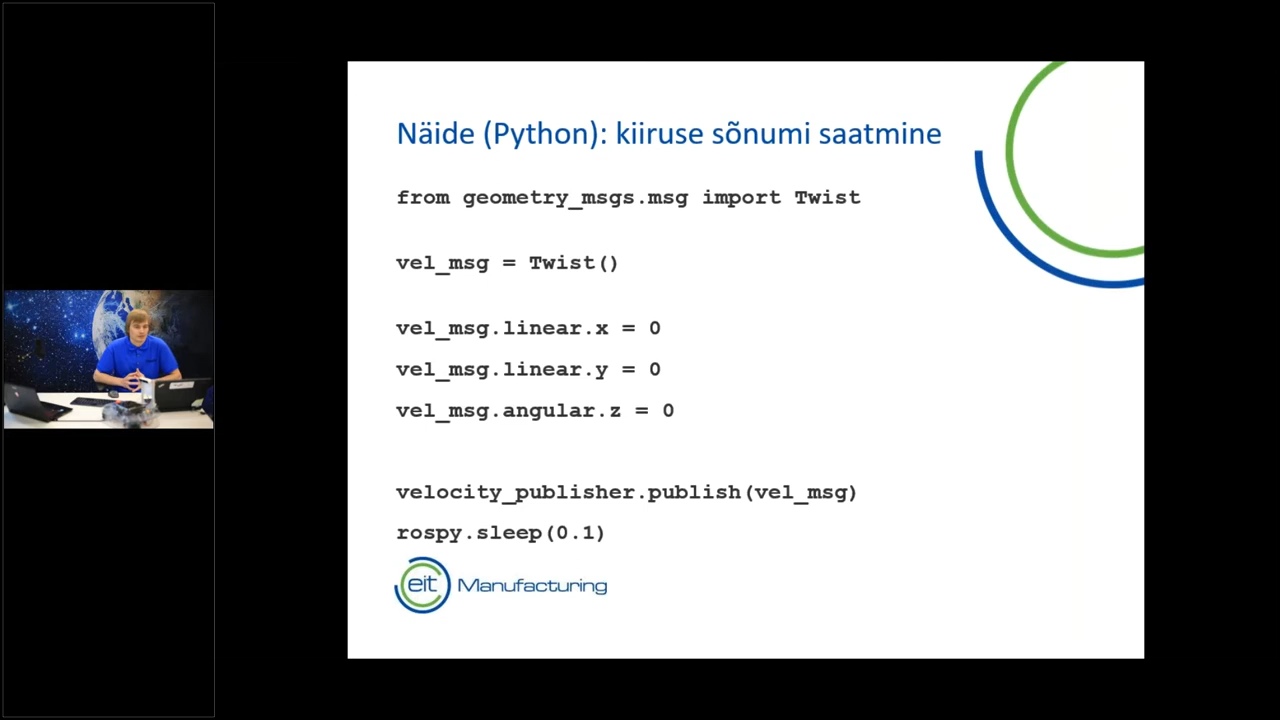 Näide (Python): kiiruse sõnumi saatmine
from geometry_msgs.msg import Twist
vel_msg = Twist()
vel_msg.linear.x = 0
vel_msg.linear.y = 0
vel_msg.angular.z = 0
velocity_publisher.publish(vel_msg)
rospy.sleep(0.1)
eit Manufacturing